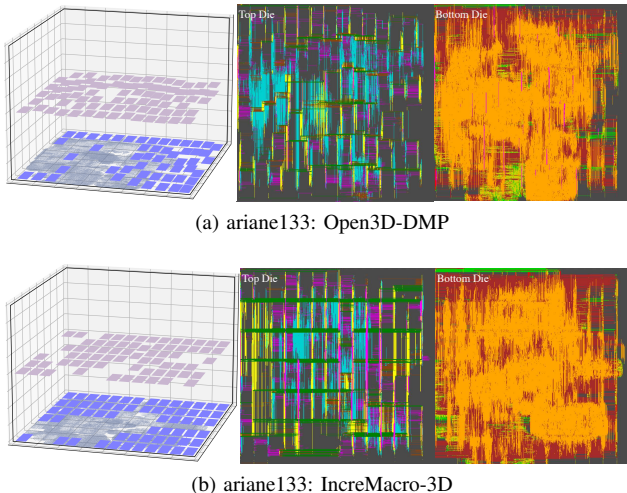 Top Die
Bottom Die
(a) ariane133: Open3D-DMP
Top Die
Bottom Die
(b) ariane133: IncreMacro-3D